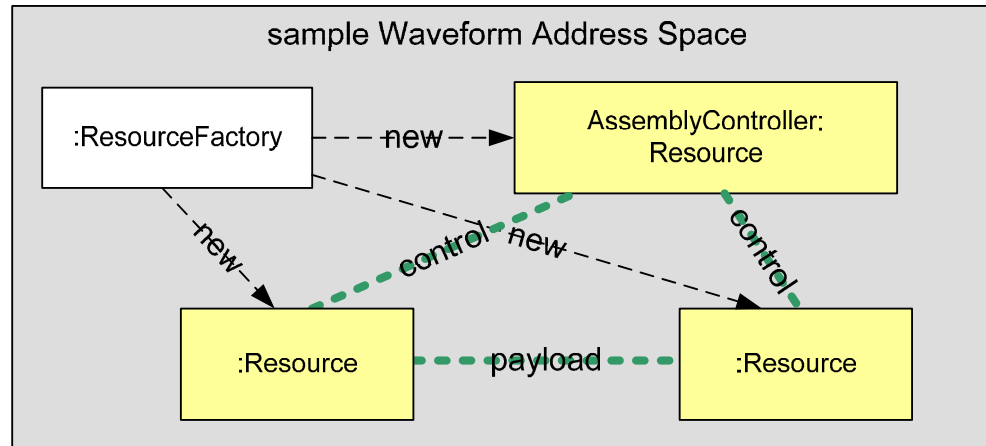 sample Waveform Address Space
:ResourceFactory
new
AssemblyController:
Resource
new
control
new
control
:Resource
payload
:Resource